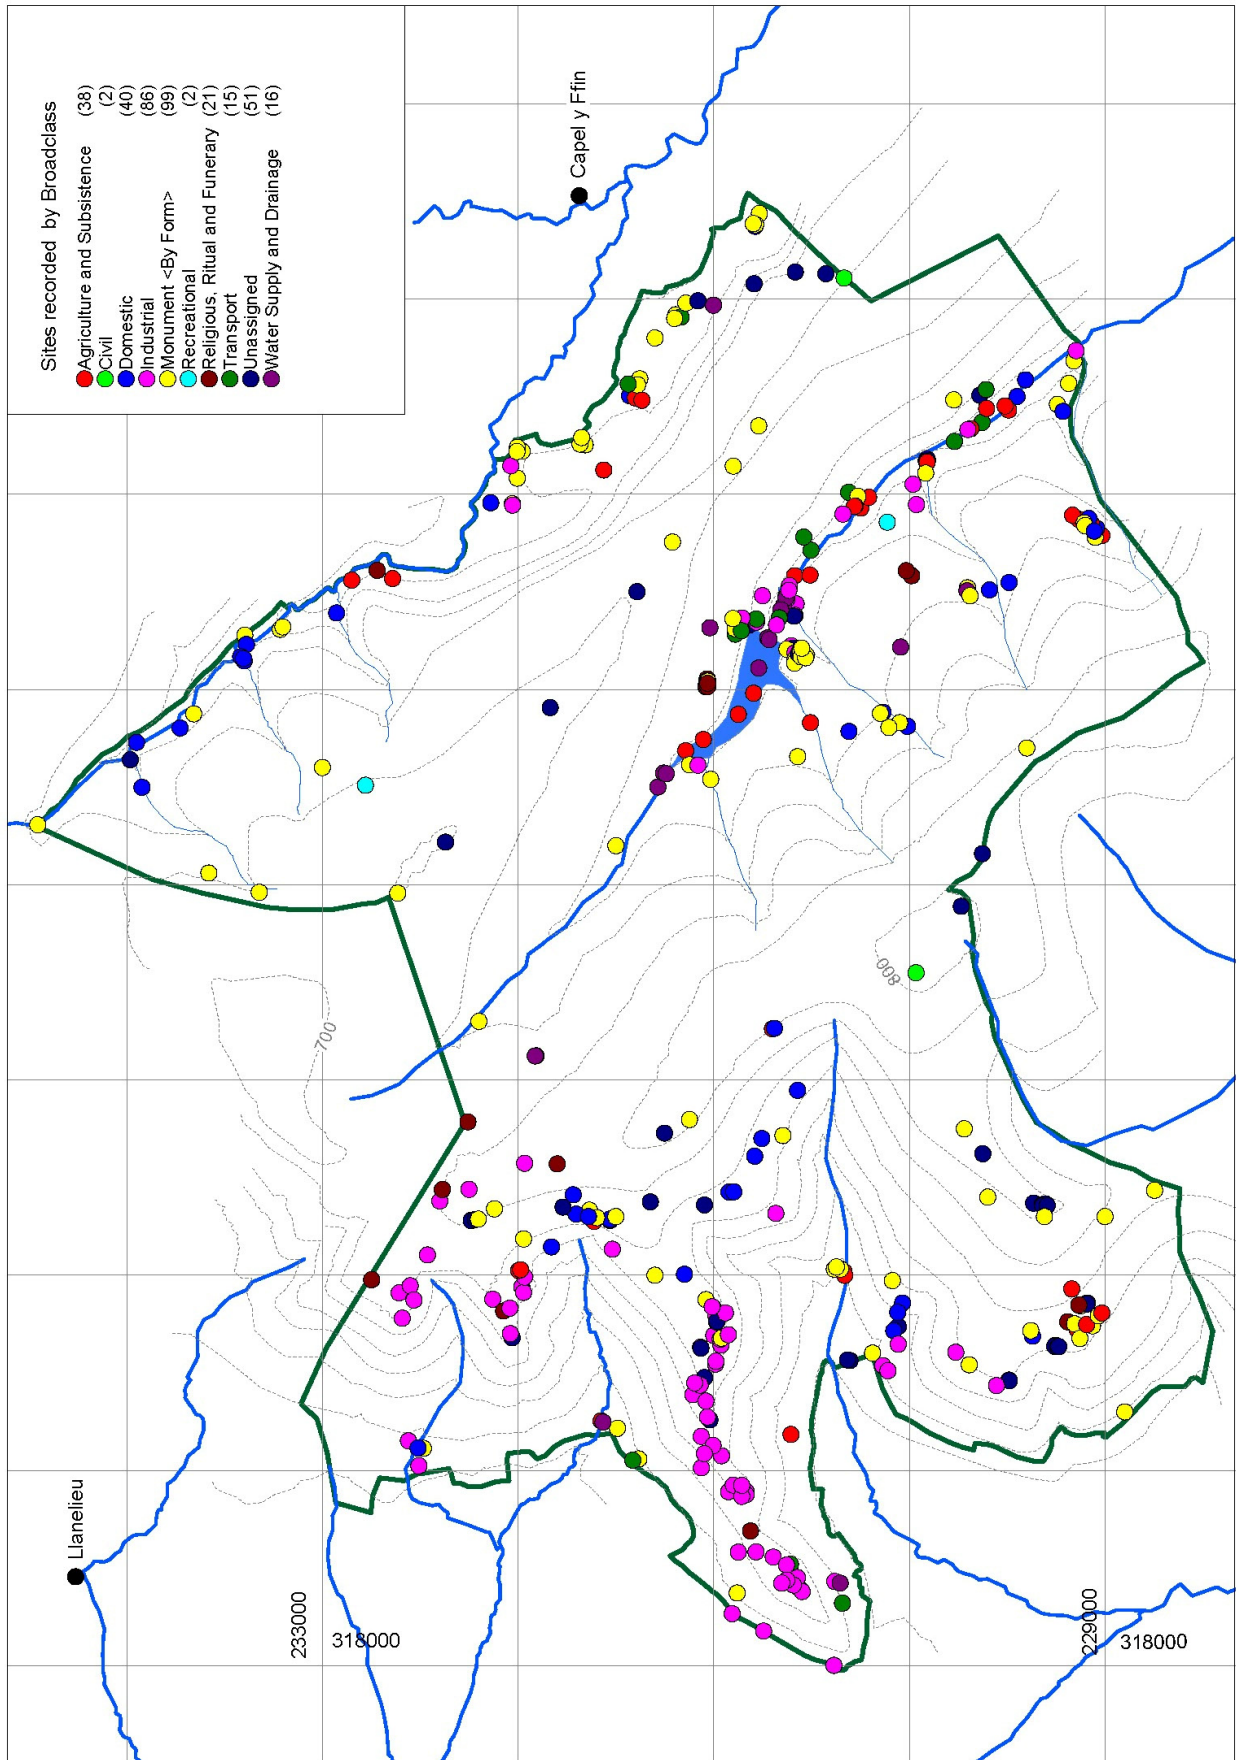 Sites recorded by Broadclass
Agriculture and Subsistence (38)
Civil (2)
Domestic (40)
Industrial (86)
Monument <By Form> (99)
Recreational (2)
Religious, Ritual and Funerary (21)
Transport (15)
Unassigned (51)
Water Supply and Drainage (16)
Capel y Ffin
Llanelieu
700
800
233000
318000
229000
318000